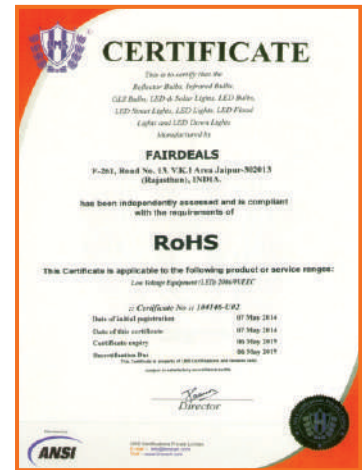 CERTIFICATE
This is to certify that the
Reflector Bulbs, Infrared Bulbs,
GLS Bulbs, LED & Solar Lights, LED Bulbs,
LED Street Lights, LED Lights, LED Flood
Lights and LED Down Lights
Manufactured by
FAIRDEALS
F-261, Road No. 13, V.K.I Area Jaipur-302013
(Rajasthan), INDIA.
has been independently assessed and is compliant
with the requirements of
RoHS
This Certificate is applicable to the following product or service ranges:
Low Voltage Equipment (LED) 2006/95/EC
:: Certificate No ::
Date of initial registration 07 May 2014
Date of this certificate 07 May 2014
Certificate expiry 06 May 2019
Recertification Due 06 May 2019
Director
ANSI